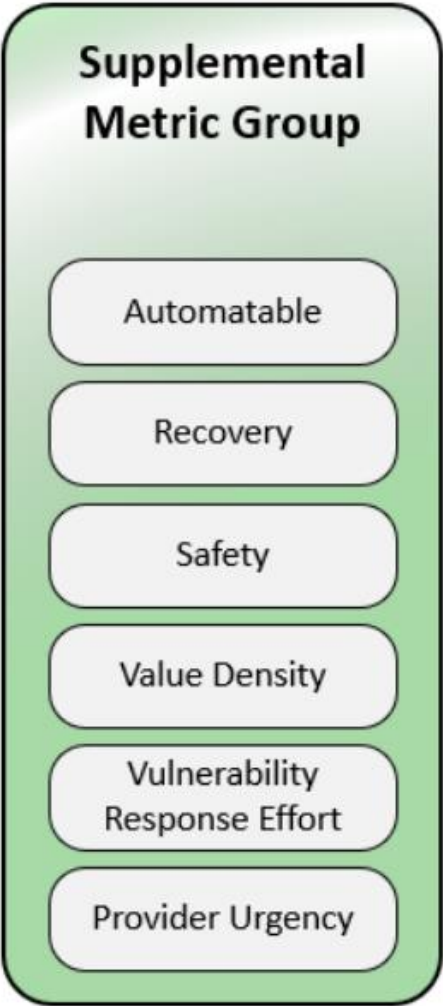 Supplemental
Metric Group
Automatable
Recovery
Safety
Value Density
Vulnerability
Response Effort
Provider Urgency